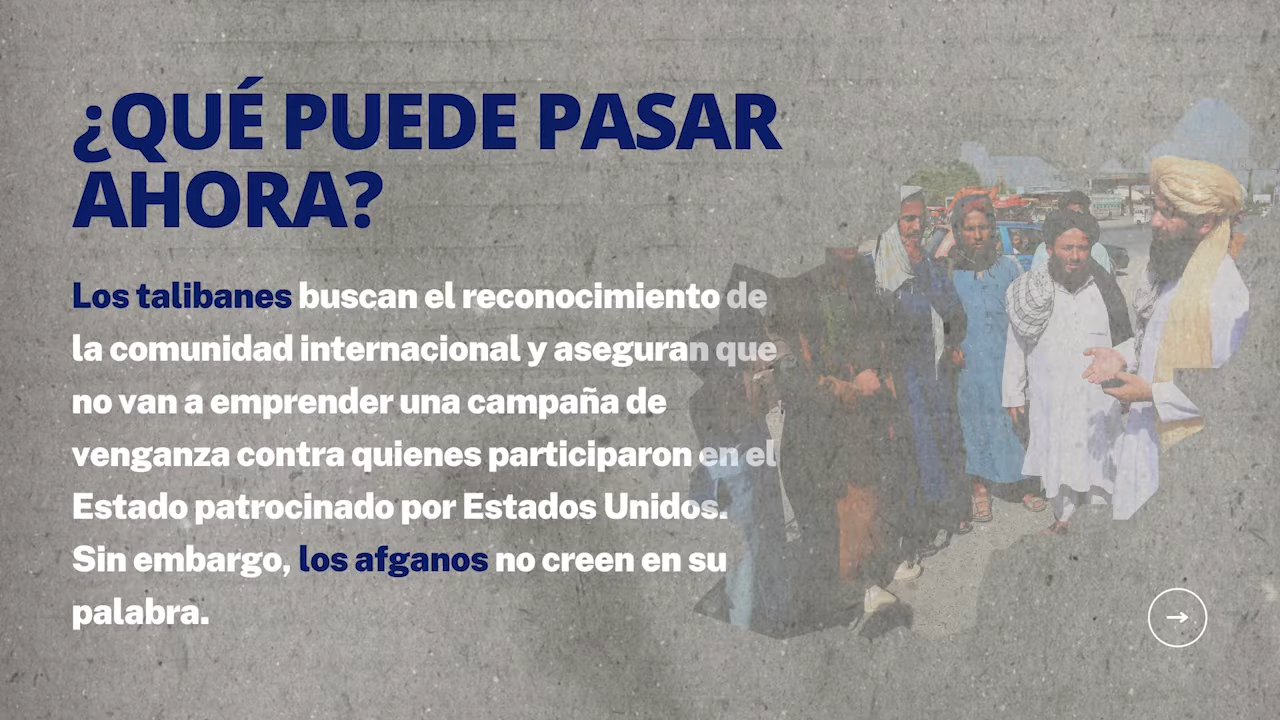 ¿QUÉ PUEDE PASAR
AHORA?
Los talibanes buscan el reconocimiento de
la comunidad internacional y aseguran que
no van a emprender una campaña de
venganza contra quienes participaron en el
Estado patrocinado por Estados Unidos.
Sin embargo, los afganos no creen en su
palabra.